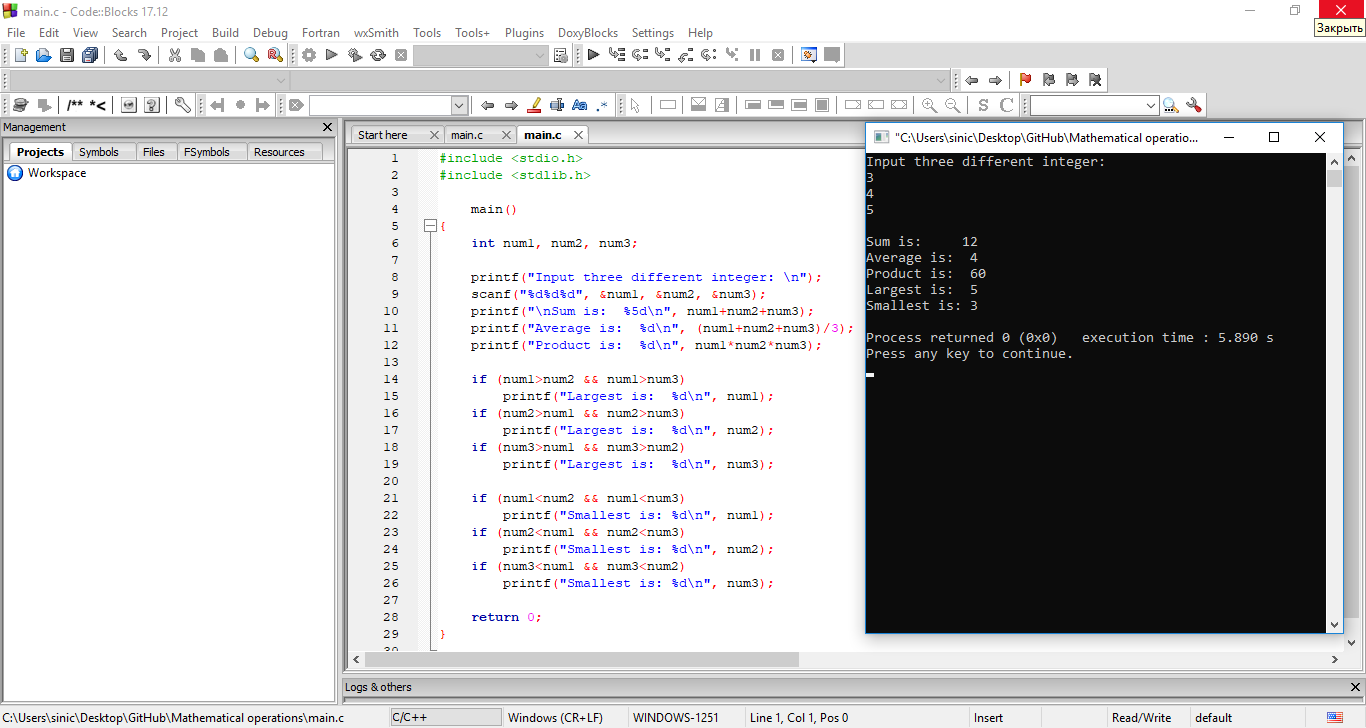 main.c - Code::Blocks 17.12
Закрыть
File Edit View Search Project Build Debug Fortran wxSmith Tools Tools+ Plugins DoxyBlocks Settings Help
/** *<
Aa .*
S C
Management
Projects Symbols Files FSymbols Resources
Workspace
Start here main.c main.c
1 #include <stdio.h>
2 #include <stdlib.h>
3
4 main()
5 {
6 int num1, num2, num3;
7
8 printf("Input three different integer: \n");
9 scanf("%d%d%d", &num1, &num2, &num3);
10 printf("\nSum is:  %5d\n", num1+num2+num3);
11 printf("Average is:  %d\n", (num1+num2+num3)/3);
12 printf("Product is:  %d\n", num1*num2*num3);
13
14 if (num1>num2 && num1>num3)
15 printf("Largest is:  %d\n", num1);
16 if (num2>num1 && num2>num3)
17 printf("Largest is:  %d\n", num2);
18 if (num3>num1 && num3>num2)
19 printf("Largest is:  %d\n", num3);
20
21 if (num1<num2 && num1<num3)
22 printf("Smallest is: %d\n", num1);
23 if (num2<num1 && num2<num3)
24 printf("Smallest is: %d\n", num2);
25 if (num3<num1 && num3<num2)
26 printf("Smallest is: %d\n", num3);
27
28 return 0;
29 }
30
"C:\Users\sinic\Desktop\GitHub\Mathematical operatio...
Input three different integer:
3
4
5
Sum is:     12
Average is:  4
Product is:  60
Largest is:  5
Smallest is: 3
Process returned 0 (0x0)   execution time : 5.890 s
Press any key to continue.
Logs & others
C:\Users\sinic\Desktop\GitHub\Mathematical operations\main.c C/C++ Windows (CR+LF) WINDOWS-1251 Line 1, Col 1, Pos 0 Insert Read/Write default